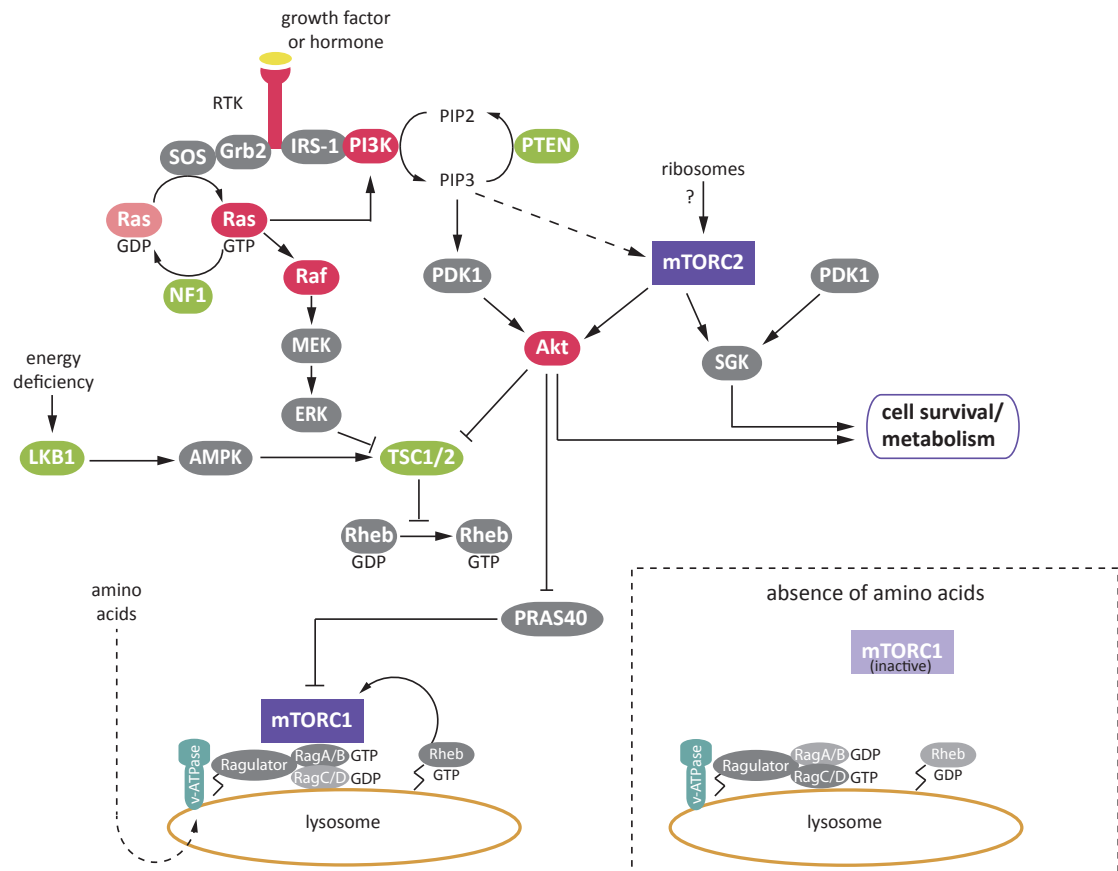 growth factor
or hormone
RTK
SOS
Grb2
IRS-1
PI3K
PIP2
PTEN
PIP3
ribosomes
?
Ras
GDP
Ras
GTP
NF1
Raf
PDK1
mTORC2
PDK1
MEK
Akt
SGK
energy
deficiency
ERK
cell survival/
metabolism
LKB1
AMPK
TSC1/2
Rheb
GDP
Rheb
GTP
amino
acids
PRAS40
mTORC1
v-ATPase
Ragulator
RagA/B
GTP
RagC/D
GDP
Rheb
GTP
lysosome
absence of amino acids
mTORC1
(inactive)
v-ATPase
Ragulator
RagA/B
GDP
RagC/D
GTP
Rheb
GDP
lysosome